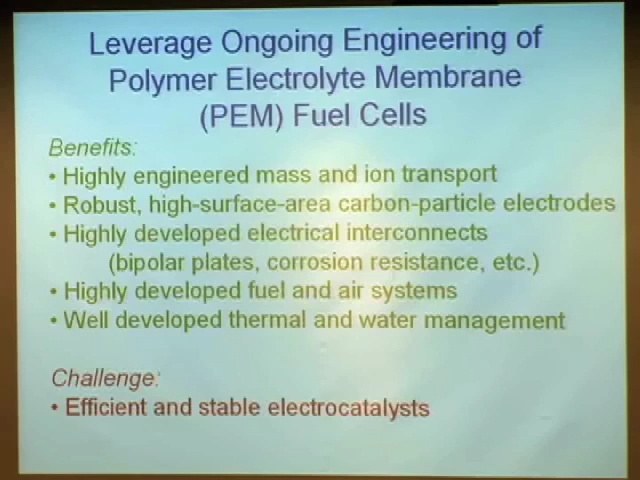 Leverage Ongoing Engineering of
Polymer Electrolyte Membrane
(PEM) Fuel Cells
Benefits:
• Highly engineered mass and ion transport
• Robust, high-surface-area carbon-particle electrodes
• Highly developed electrical interconnects
(bipolar plates, corrosion resistance, etc.)
• Highly developed fuel and air systems
• Well developed thermal and water management
Challenge:
• Efficient and stable electrocatalysts